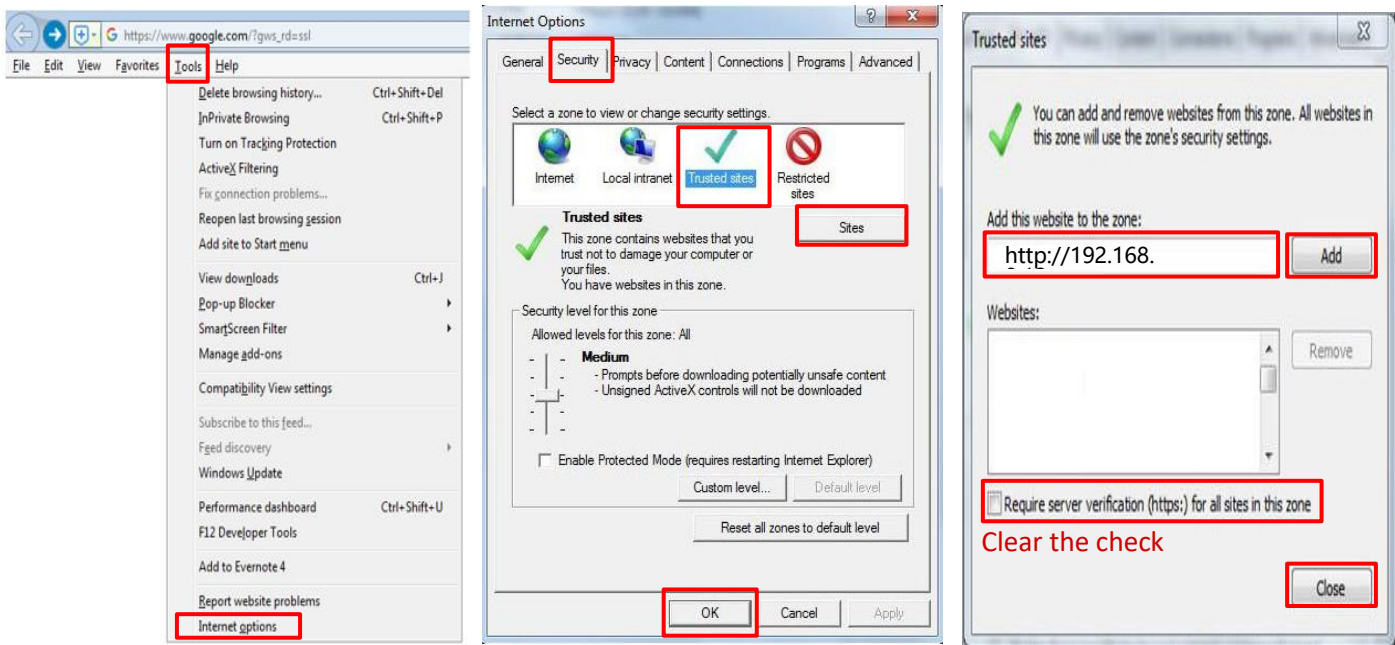 https://www.google.com/?gws_rd=ssl
File Edit View Favorites Tools Help
Delete browsing history... Ctrl+Shift+Del
InPrivate Browsing Ctrl+Shift+P
Turn on Tracking Protection
ActiveX Filtering
Fix connection problems...
Reopen last browsing session
Add site to Start menu
View downloads Ctrl+J
Pop-up Blocker
SmartScreen Filter
Manage add-ons
Compatibility View settings
Subscribe to this feed...
Feed discovery
Windows Update
Performance dashboard Ctrl+Shift+U
F12 Developer Tools
Add to Evernote 4
Report website problems
Internet options
Internet Options
General Security Privacy Content Connections Programs Advanced
Select a zone to view or change security settings.
Internet Local intranet Trusted sites Restricted
sites
Trusted sites
Sites
This zone contains websites that you
trust not to damage your computer or
your files.
You have websites in this zone.
Security level for this zone
Allowed levels for this zone: All
Medium
- Prompts before downloading potentially unsafe content
- Unsigned ActiveX controls will not be downloaded
Enable Protected Mode (requires restarting Internet Explorer)
Custom level... Default level
Reset all zones to default level
OK Cancel Apply
Trusted sites
You can add and remove websites from this zone. All websites in
this zone will use the zone's security settings.
Add this website to the zone:
http://192.168.
Add
Websites:
Remove
Require server verification (https:) for all sites in this zone
Clear the check
Close